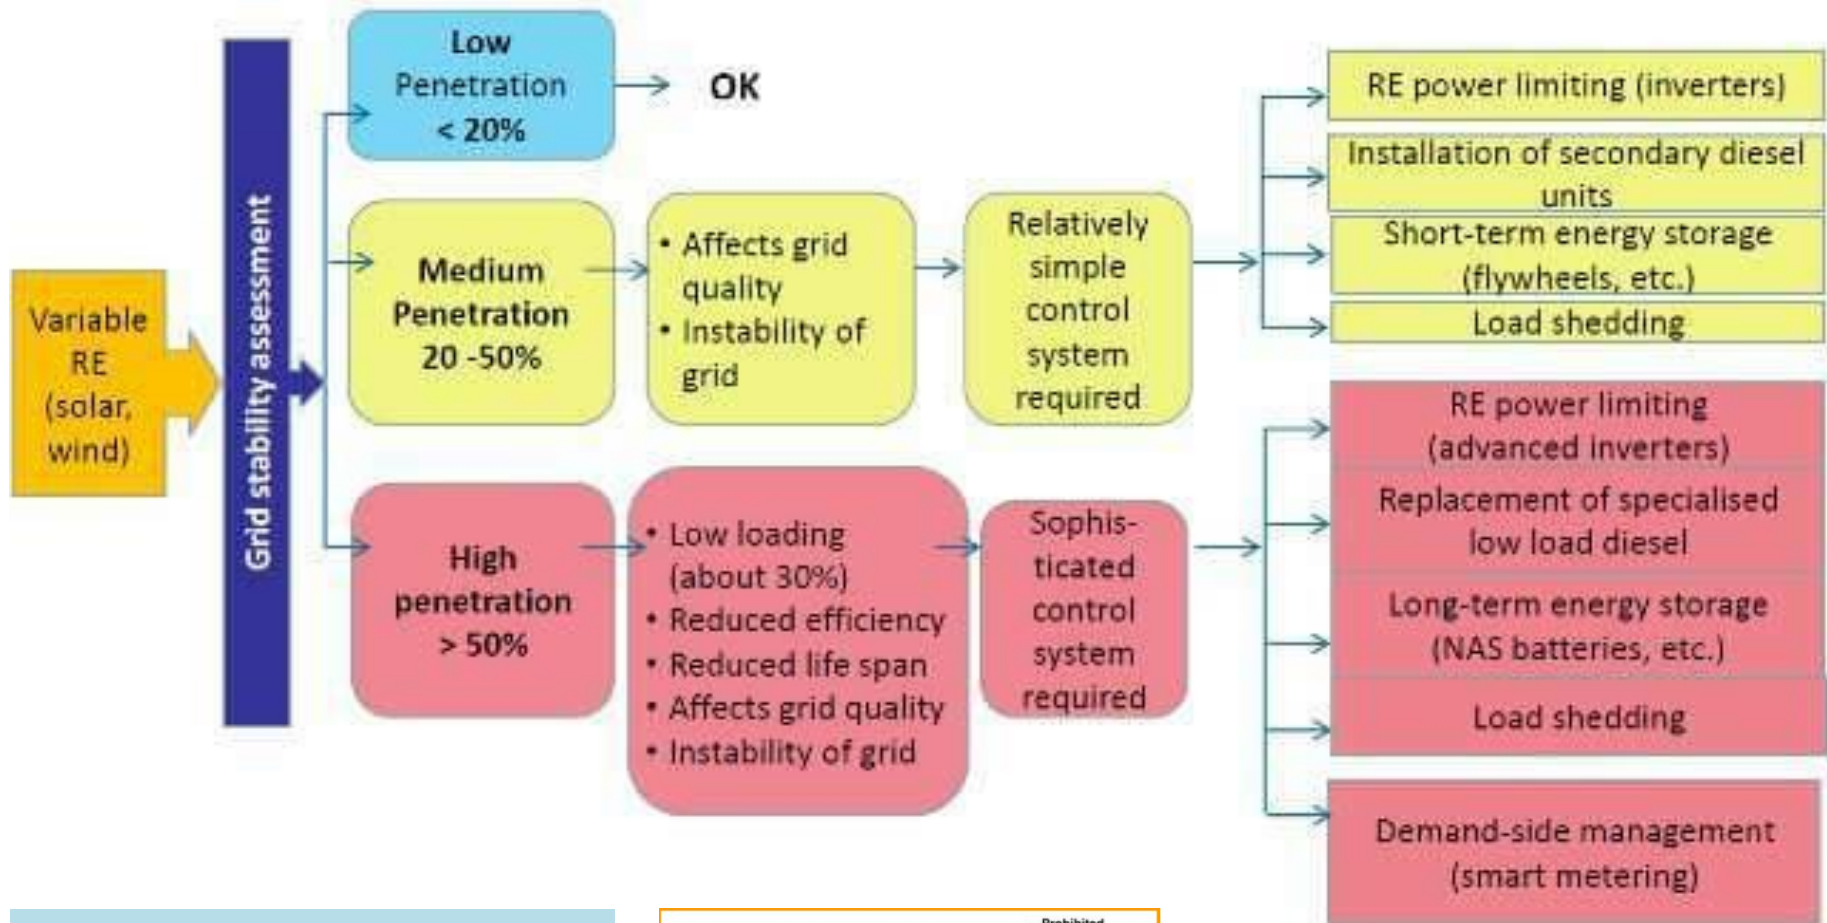 Variable
RE
(solar,
wind)
Grid stability assessment
Low
Penetration
< 20%
OK
Medium
Penetration
20 -50%
• Affects grid
quality
• Instability of
grid
Relatively
simple
control
system
required
RE power limiting (inverters)
Installation of secondary diesel
units
Short-term energy storage
(flywheels, etc.)
Load shedding
High
penetration
> 50%
• Low loading
(about 30%)
• Reduced efficiency
• Reduced life span
• Affects grid quality
• Instability of grid
Sophis-
ticated
control
system
required
RE power limiting
(advanced inverters)
Replacement of specialised
low load diesel
Long-term energy storage
(NAS batteries, etc.)
Load shedding
Demand-side management
(smart metering)
Prohibited